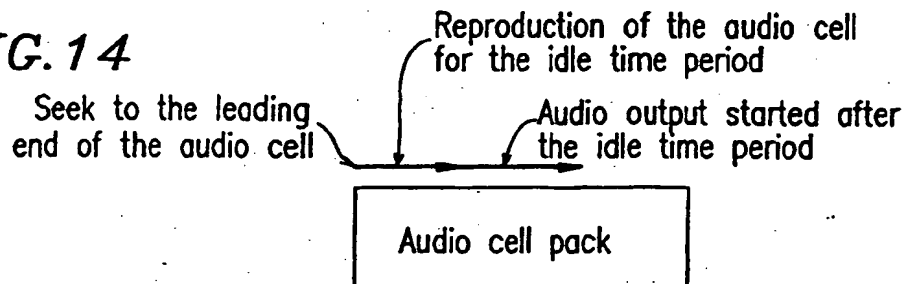 G. 14
Reproduction of the audio cell
for the idle time period
Seek to the leading
end of the audio cell
Audio output started after
the idle time period
Audio cell pack